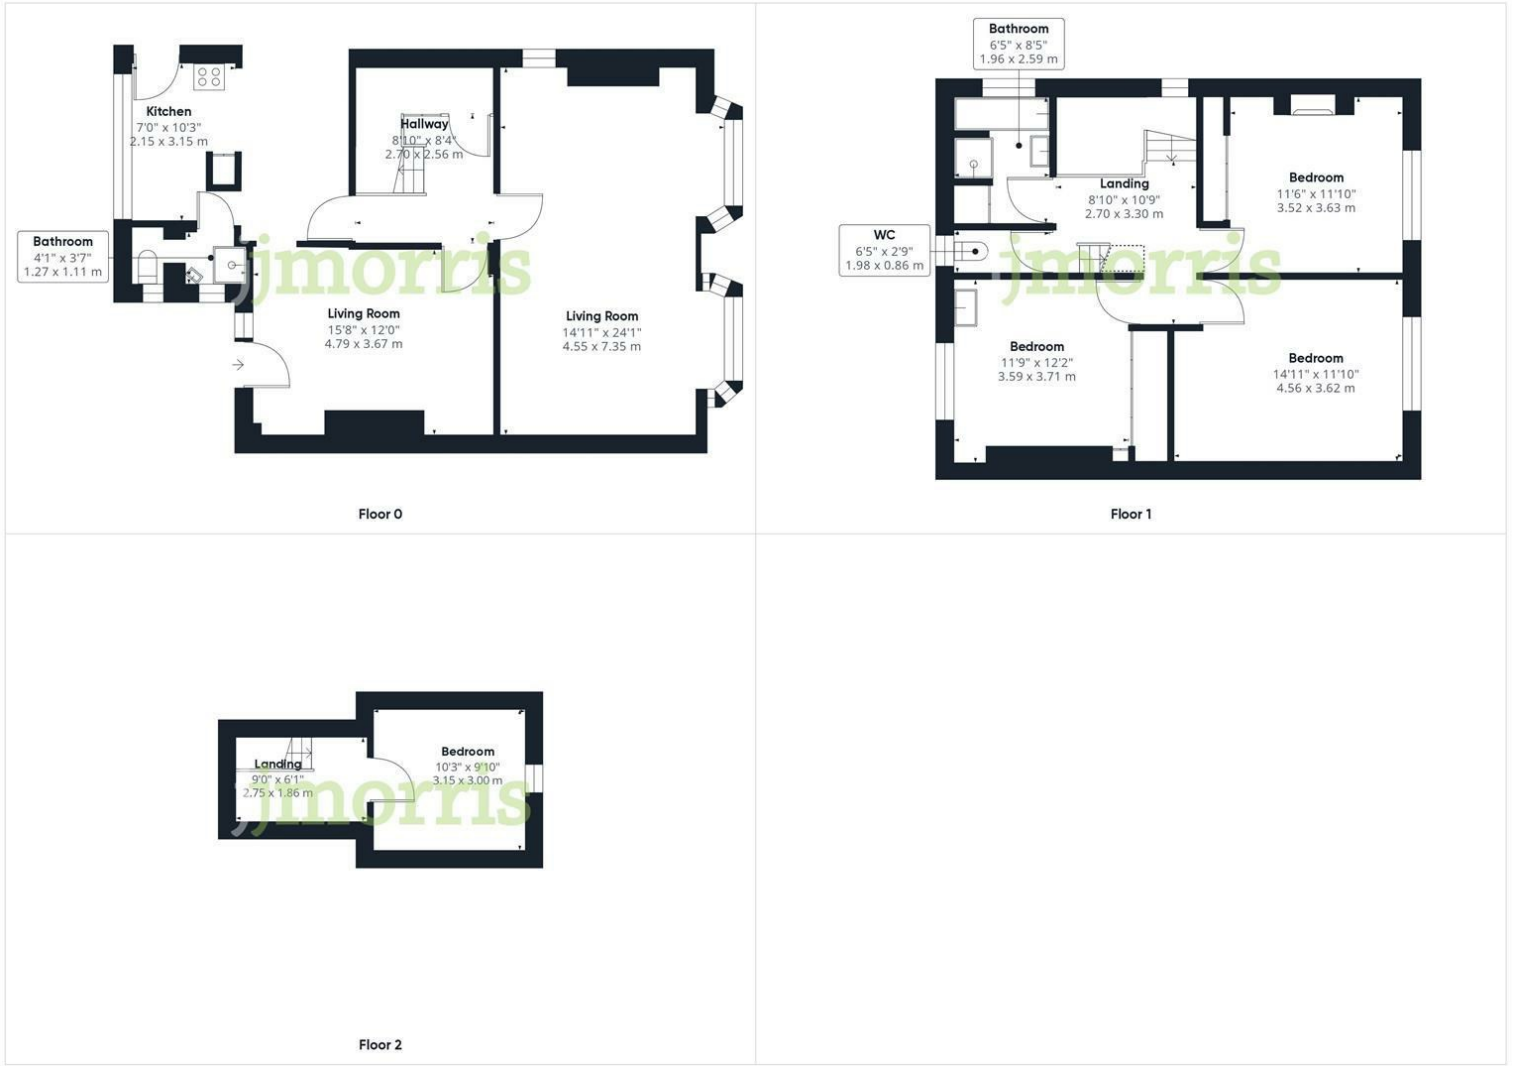 Kitchen
7'0" x 10'3"
2.15 x 3.15 m
Hallway
8'10" x 8'4"
2.70 x 2.56 m
Bathroom
4'1" x 3'7"
1.27 x 1.11 m
Living Room
15'8" x 12'0"
4.79 x 3.67 m
Living Room
14'11" x 24'1"
4.55 x 7.35 m
jjmorris
Floor 0
Bathroom
6'5" x 8'5"
1.96 x 2.59 m
Landing
8'10" x 10'9"
2.70 x 3.30 m
Bedroom
11'6" x 11'10"
3.52 x 3.63 m
WC
6'5" x 2'9"
1.98 x 0.86 m
Bedroom
11'9" x 12'2"
3.59 x 3.71 m
Bedroom
14'11" x 11'10"
4.56 x 3.62 m
jjmorris
Floor 1
Landing
9'0" x 6'1"
2.75 x 1.86 m
Bedroom
10'3" x 9'10"
3.15 x 3.00 m
jjmorris
Floor 2